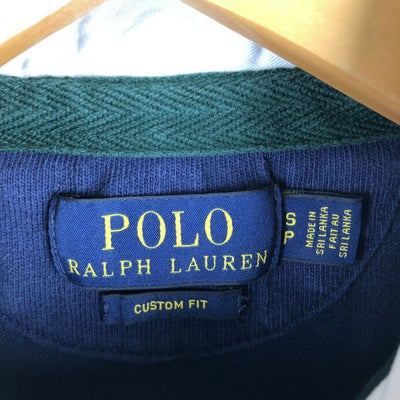 POLO
RALPH LAUREN
CUSTOM FIT
S
P
MADE IN
SRI LANKA
FAIT AU
SRI LANKA